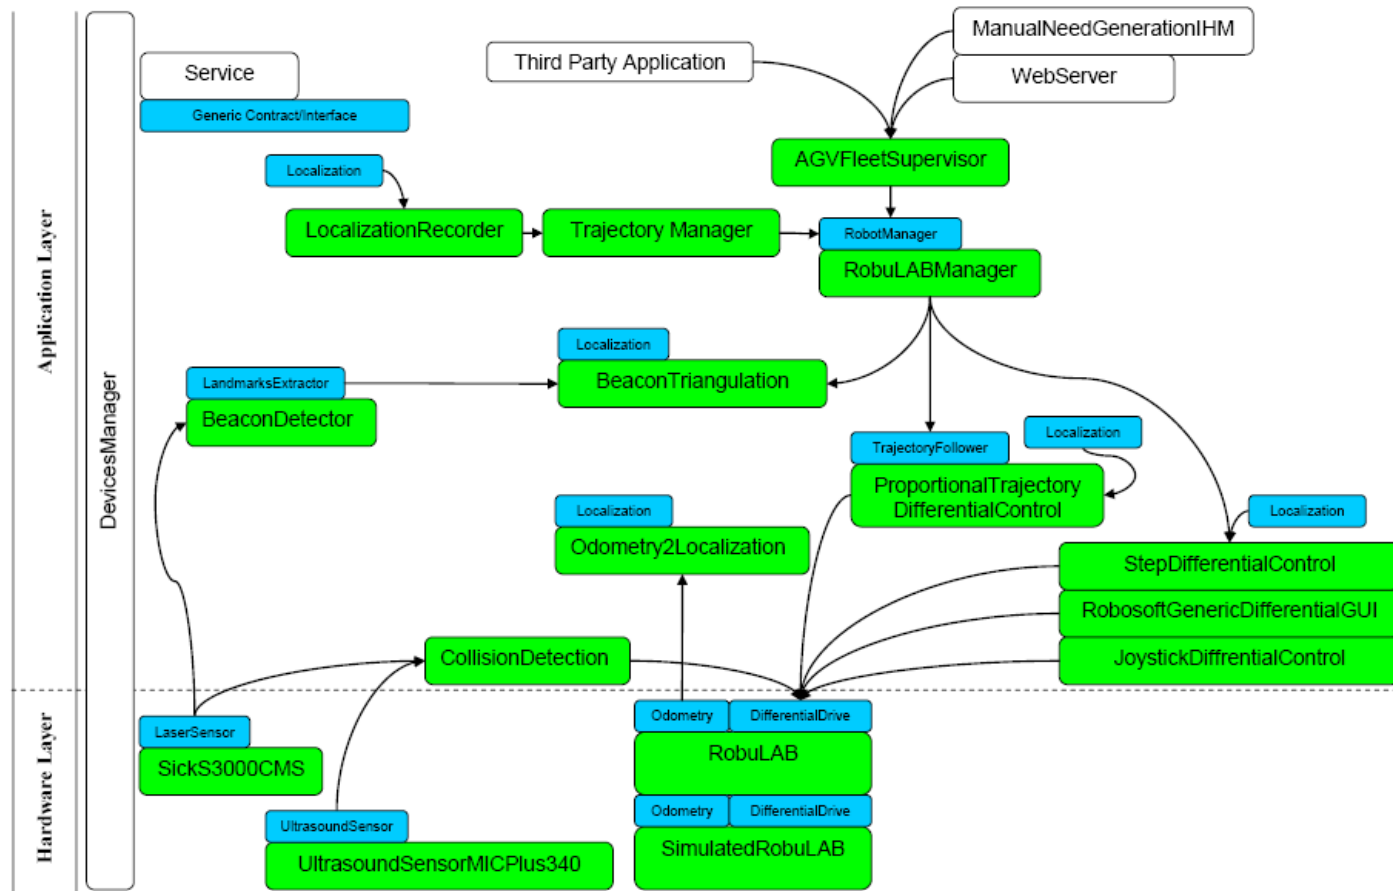 ManualNeedGenerationIHM
Third Party Application
WebServer
Service
Generic Contract/Interface
AGVFleetSupervisor
Localization
LocalizationRecorder
Trajectory Manager
RobotManager
RobuLABManager
Application Layer
DevicesManager
Localization
BeaconTriangulation
LandmarksExtractor
BeaconDetector
TrajectoryFollower
Localization
ProportionalTrajectory
DifferentialControl
Localization
Odometry2Localization
Localization
StepDifferentialControl
RobosoftGenericDifferentialGUI
JoystickDiffrentialControl
CollisionDetection
Hardware Layer
LaserSensor
SickS3000CMS
Odometry
DifferentialDrive
RobuLAB
Odometry
DifferentialDrive
SimulatedRobuLAB
UltrasoundSensor
UltrasoundSensorMICPlus340